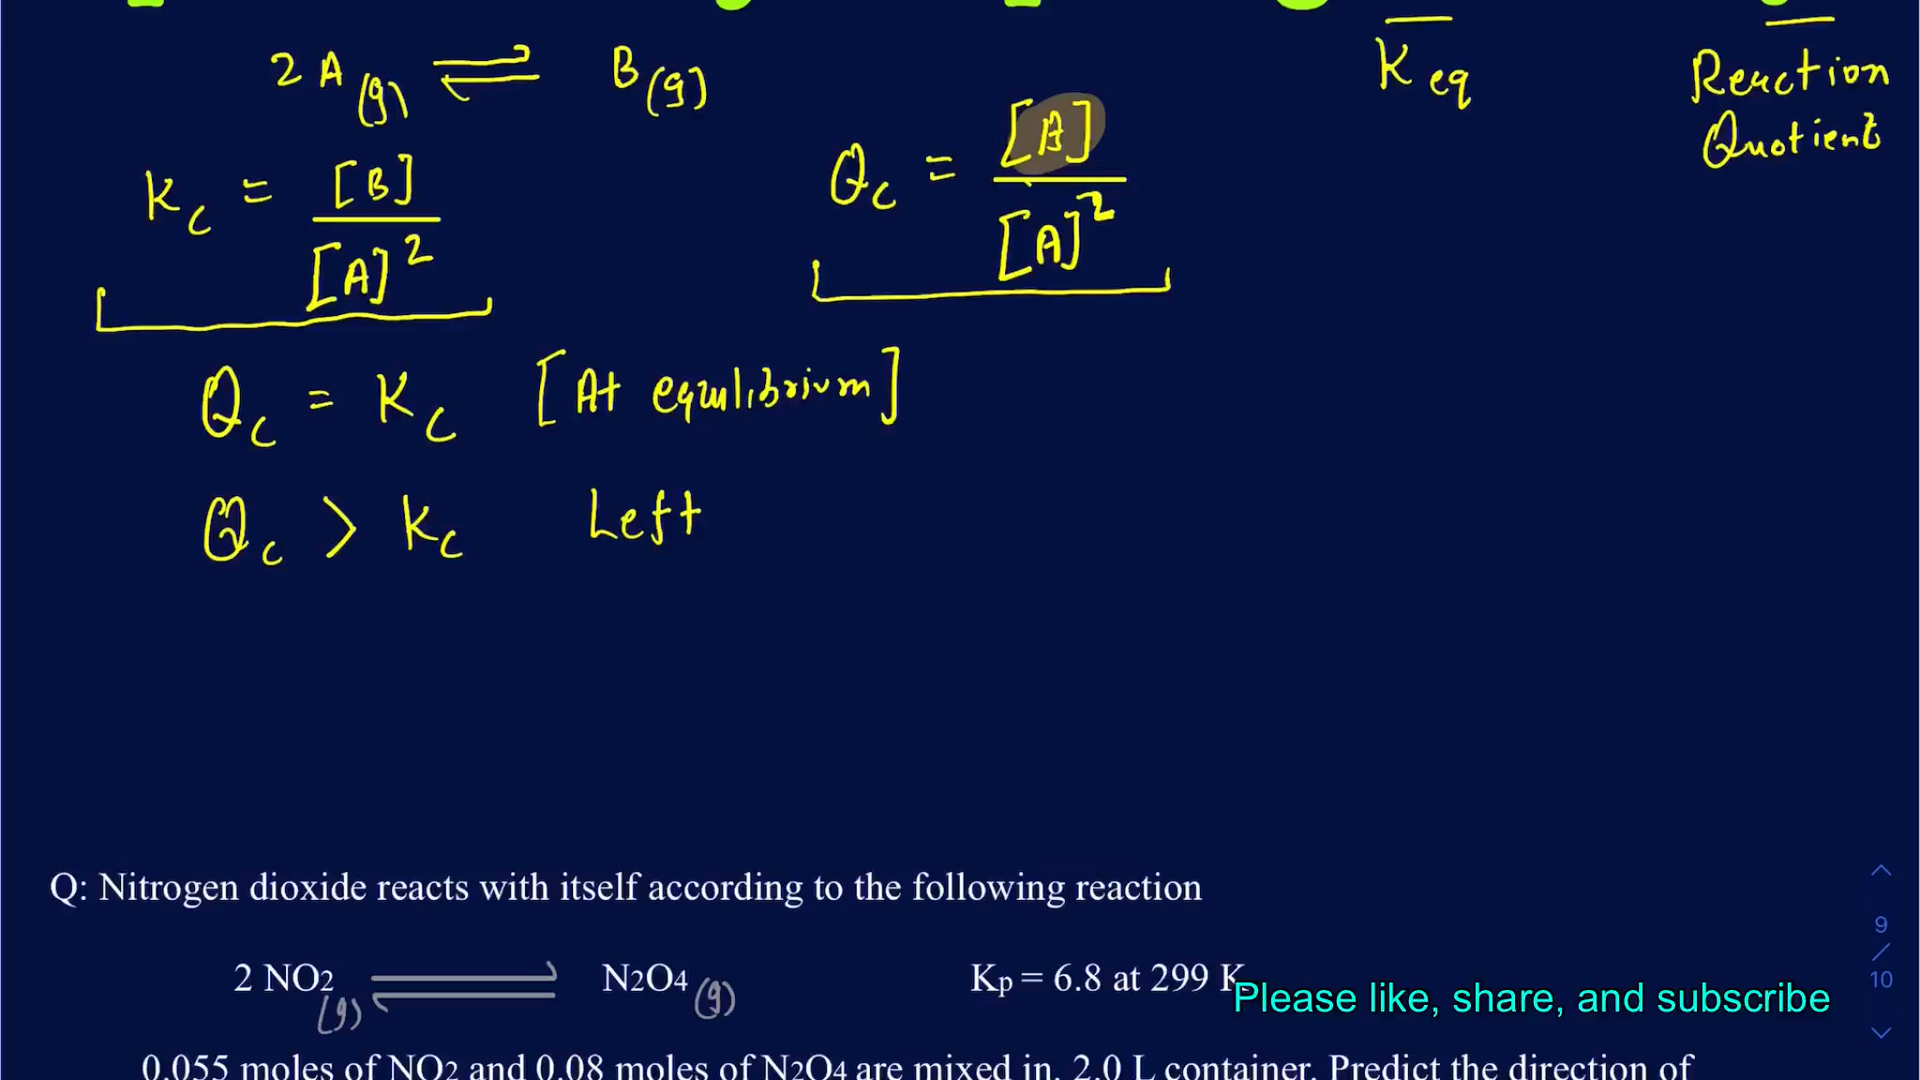 2 A (g) ⇌ B (g)
K eq
Reaction
Quotient
Kc = [B] / [A]²
Qc = [B] / [A]²
Qc = Kc [At equilibrium]
Qc > Kc Left
Q: Nitrogen dioxide reacts with itself according to the following reaction
2 NO2 (g) ⇌ N2O4 (g) Kp = 6.8 at 299 K
Please like, share, and subscribe
9
/
10
0.055 moles of NO2 and 0.08 moles of N2O4 are mixed in. 2.0 L container. Predict the direction of